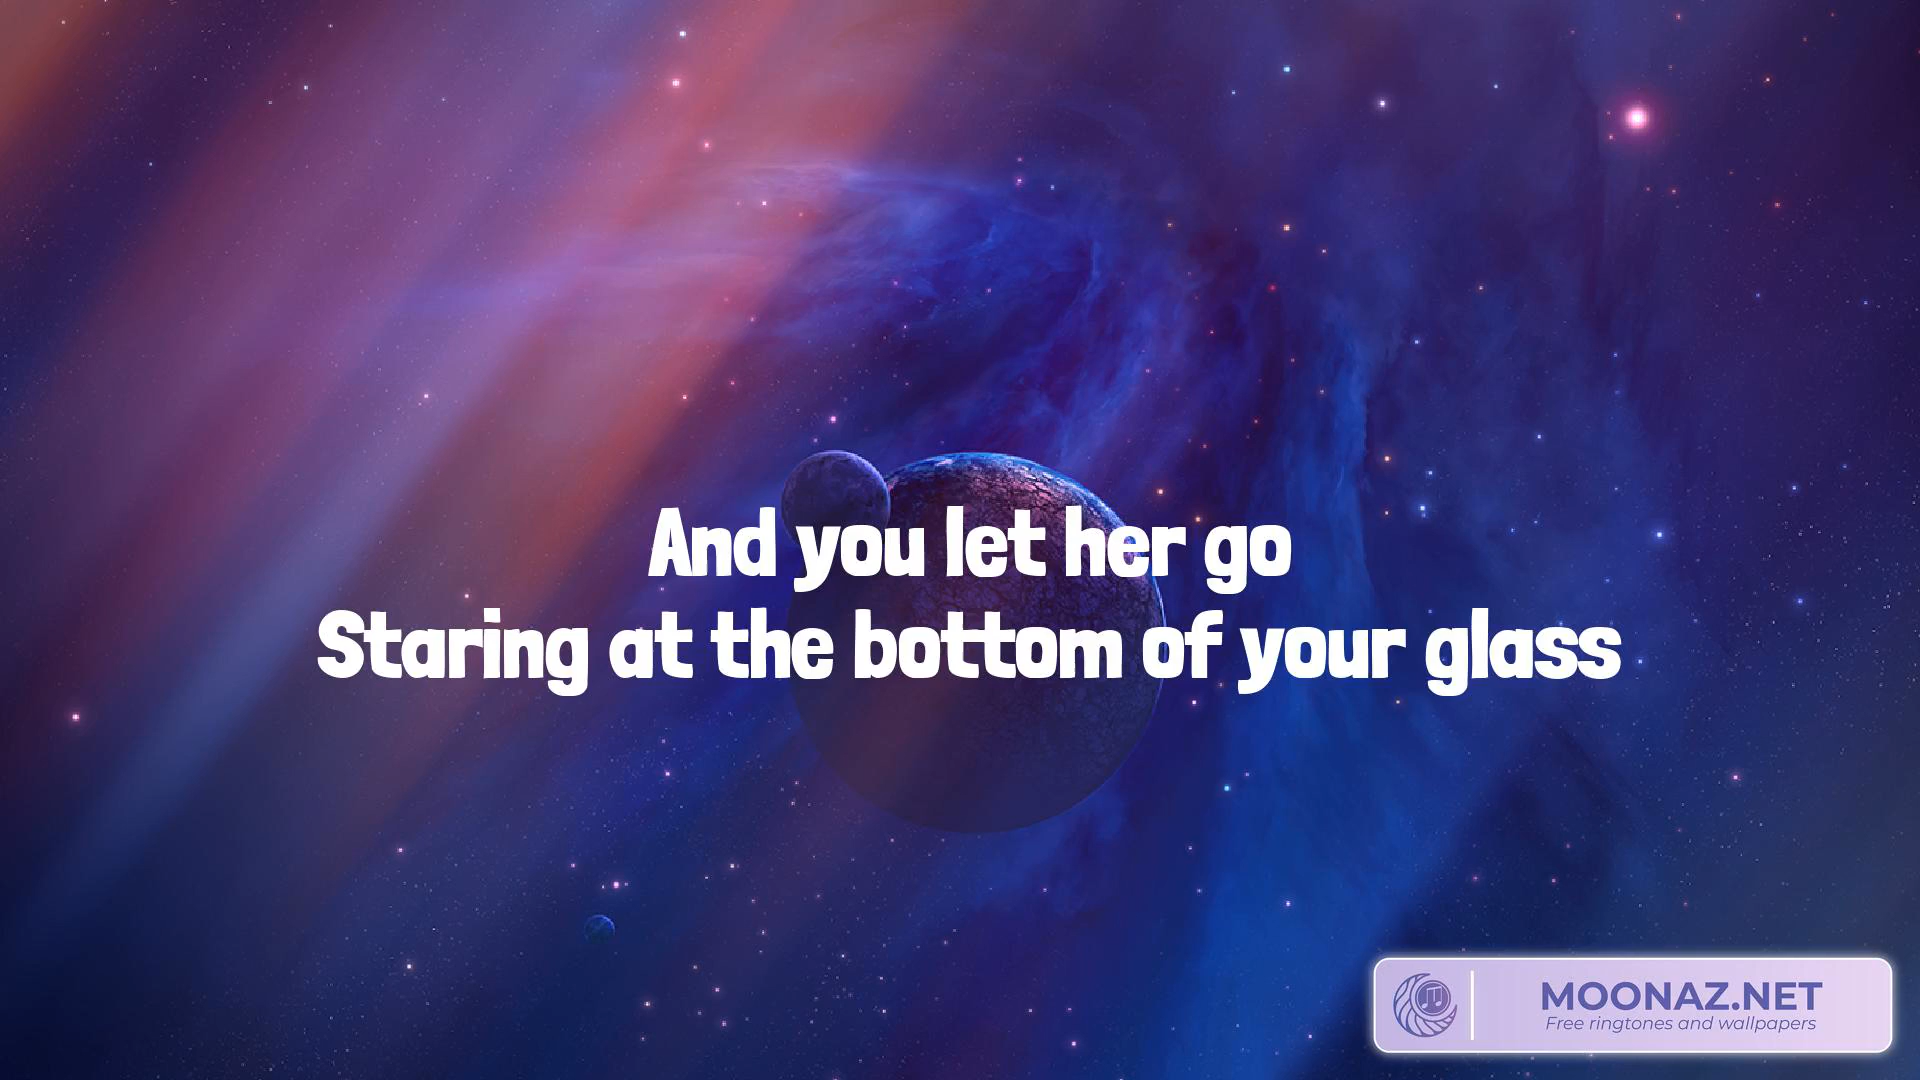 And you let her go
Staring at the bottom of your glass
MOONAZ.NET
Free ringtones and wallpapers